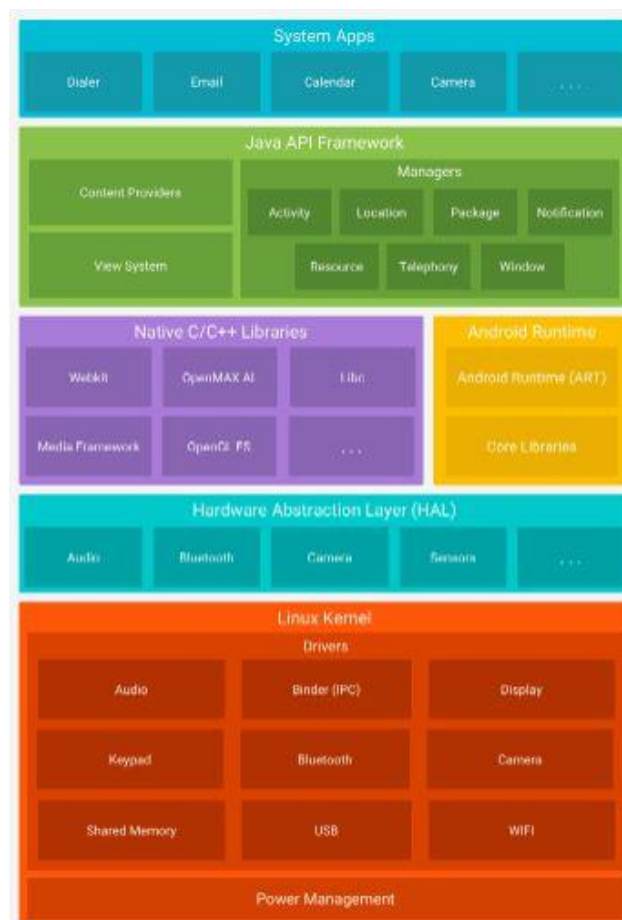 System Apps
Dialer Email Calendar Camera ...
Java API Framework
Content Providers
View System
Managers
Activity Location Package Notification
Resource Telephony Window
Native C/C++ Libraries
Webkit OpenMAX AL Libc
Media Framework OpenGL ES ...
Android Runtime
Android Runtime (ART)
Core Libraries
Hardware Abstraction Layer (HAL)
Audio Bluetooth Camera Sensors ...
Linux Kernel
Drivers
Audio Binder (IPC) Display
Keypad Bluetooth Camera
Shared Memory USB WIFI
Power Management